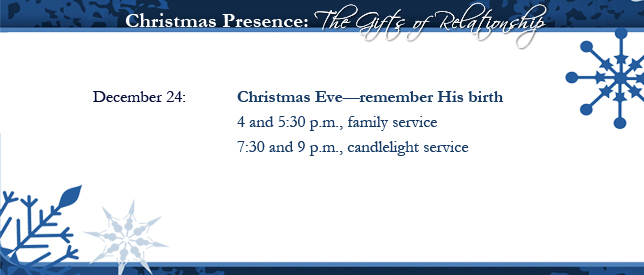 Christmas Presence: The Gifts of Relationship
December 24: Christmas Eve—remember His birth
4 and 5:30 p.m., family service
7:30 and 9 p.m., candlelight service